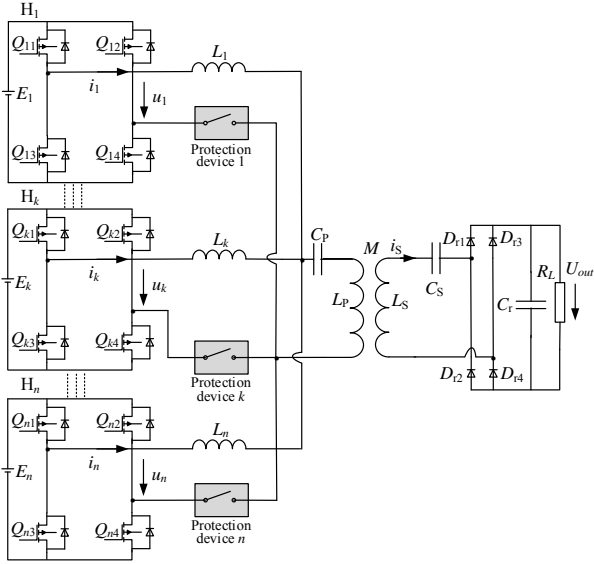 H1
Q11
Q12
L1
i1
E1
u1
Q13
Q14
Protection
device 1
Hk
Qk1
Qk2
Lk
CP
M
iS
Dr1
Dr3
ik
Ek
uk
LP
LS
CS
Cr
RL
Uout
Qk3
Qk4
Dr2
Dr4
Protection
device k
Hn
Qn1
Qn2
Ln
in
En
un
Qn3
Qn4
Protection
device n